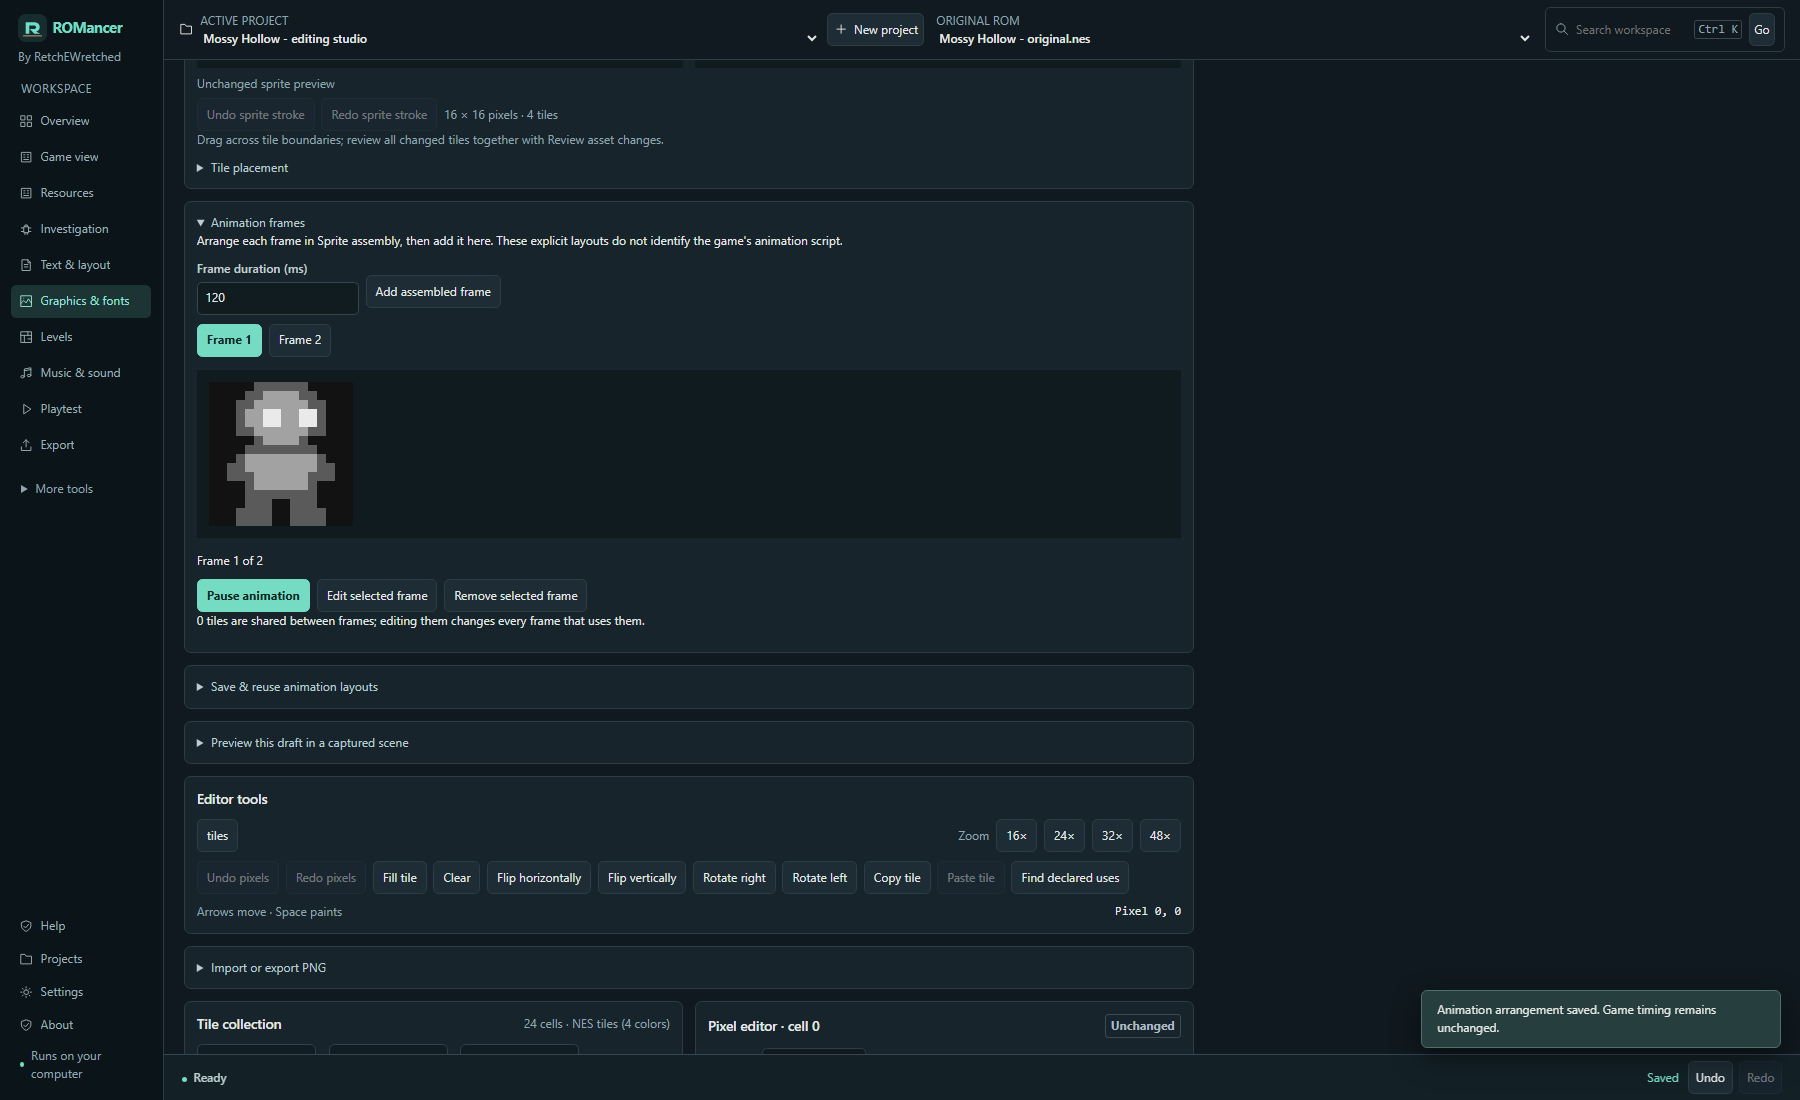 ROMancer
By RetchEWretched
WORKSPACE
Overview
Game view
Resources
Investigation
Text & layout
Graphics & fonts
Levels
Music & sound
Playtest
Export
More tools
Help
Projects
Settings
About
Runs on your
computer
ACTIVE PROJECT
Mossy Hollow - editing studio
New project
ORIGINAL ROM
Mossy Hollow - original.nes
Search workspace
Ctrl K
Go
Unchanged sprite preview
Undo sprite stroke
Redo sprite stroke
16 × 16 pixels · 4 tiles
Drag across tile boundaries; review all changed tiles together with Review asset changes.
Tile placement
Animation frames
Arrange each frame in Sprite assembly, then add it here. These explicit layouts do not identify the game's animation script.
Frame duration (ms)
120
Add assembled frame
Frame 1
Frame 2
Frame 1 of 2
Pause animation
Edit selected frame
Remove selected frame
0 tiles are shared between frames; editing them changes every frame that uses them.
Save & reuse animation layouts
Preview this draft in a captured scene
Editor tools
tiles
Zoom
16×
24×
32×
48×
Undo pixels
Redo pixels
Fill tile
Clear
Flip horizontally
Flip vertically
Rotate right
Rotate left
Copy tile
Paste tile
Find declared uses
Arrows move · Space paints
Pixel 0, 0
Import or export PNG
Tile collection
24 cells · NES tiles (4 colors)
Pixel editor · cell 0
Unchanged
Animation arrangement saved. Game timing remains
unchanged.
Ready
Saved
Undo
Redo